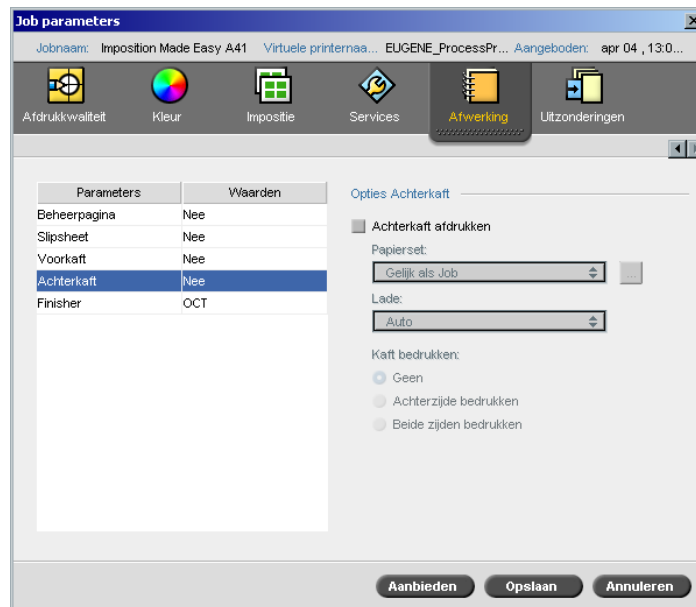 Job parameters
Jobnaam: Imposition Made Easy A41 Virtuele printernaa... EUGENE_ProcessPr... Aangeboden: apr 04 , 13:0...
Afdrukkwaliteit Kleur Impositie Services Afwerking Uitzonderingen
Parameters Waarden
Beheerpagina Nee
Slipsheet Nee
Voorkaft Nee
Achterkaft Nee
Finisher OCT
Opties Achterkaft
Achterkaft afdrukken
Papierset:
Gelijk als Job ...
Lade:
Auto
Kaft bedrukken:
Geen
Achterzijde bedrukken
Beide zijden bedrukken
Aanbieden Opslaan Annuleren